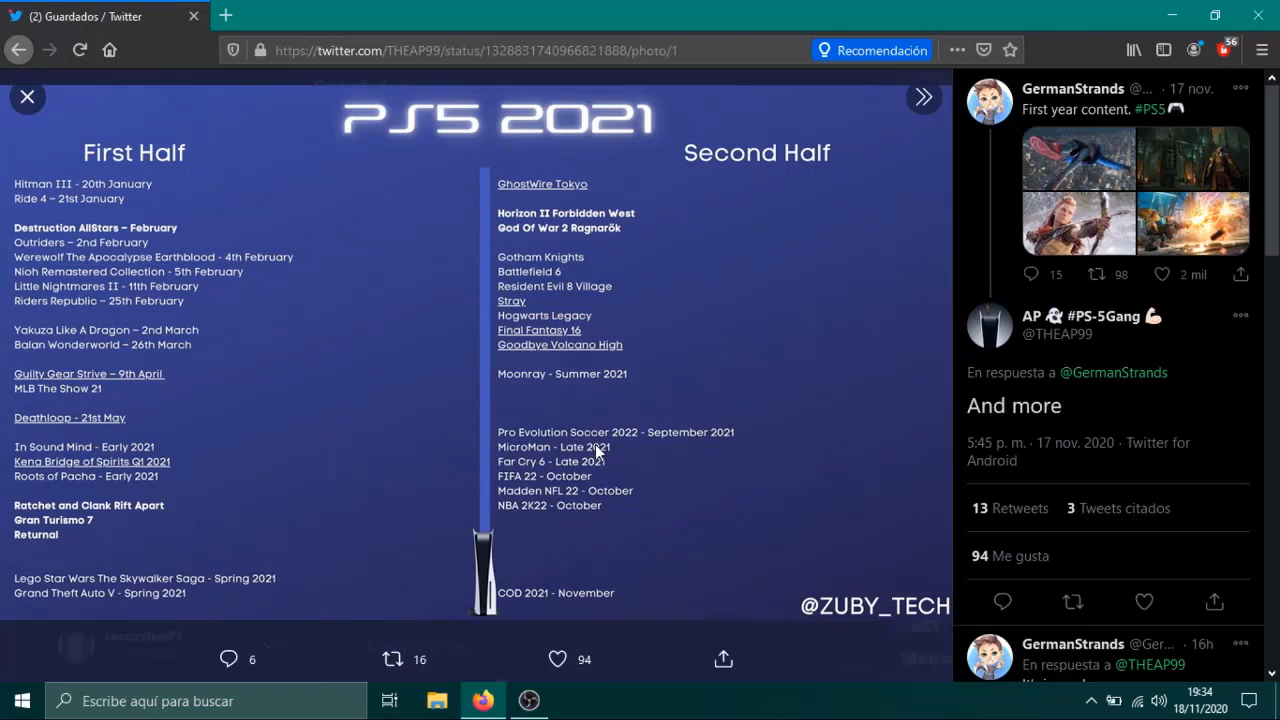 (2) Guardados / Twitter
https://twitter.com/THEAP99/status/1328831740966821888/photo/1
Recomendación
56
PS5 2021
First Half
Hitman III - 20th January
Ride 4 - 21st January
Destruction AllStars – February
Outriders – 2nd February
Werewolf The Apocalypse Earthblood - 4th February
Nioh Remastered Collection - 5th February
Little Nightmares II - 11th February
Riders Republic - 25th February
Yakuza Like A Dragon – 2nd March
Balan Wonderworld – 26th March
Guilty Gear Strive – 9th April
MLB The Show 21
Deathloop - 21st May
In Sound Mind - Early 2021
Kena Bridge of Spirits Q1 2021
Roots of Pacha - Early 2021
Ratchet and Clank Rift Apart
Gran Turismo 7
Returnal
Lego Star Wars The Skywalker Saga - Spring 2021
Grand Theft Auto V - Spring 2021
Second Half
GhostWire Tokyo
Horizon II Forbidden West
God Of War 2 Ragnarök
Gotham Knights
Battlefield 6
Resident Evil 8 Village
Stray
Hogwarts Legacy
Final Fantasy 16
Goodbye Volcano High
Moonray - Summer 2021
Pro Evolution Soccer 2022 - September 2021
MicroMan - Late 2021
Far Cry 6 - Late 2021
FIFA 22 - October
Madden NFL 22 - October
NBA 2K22 - October
COD 2021 - November
@ZUBY_TECH
6
16
94
GermanStrands @... · 17 nov.
First year content. #PS5
15
98
2 mil
AP #PS-5Gang
@THEAP99
En respuesta a @GermanStrands
And more
5:45 p. m. · 17 nov. 2020 · Twitter for
Android
13 Retweets 3 Tweets citados
94 Me gusta
GermanStrands @Ger... · 16h
En respuesta a @THEAP99
Escribe aquí para buscar
19:34
18/11/2020